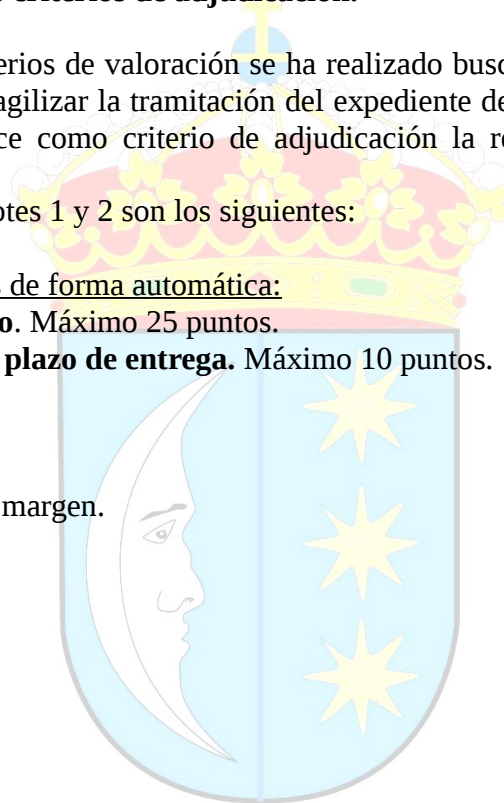 criterios de adjudicación.
erios de valoración se ha realizado busc
agilizar la tramitación del expediente de
ce como criterio de adjudicación la re
otes 1 y 2 son los siguientes:
de forma automática:
o. Máximo 25 puntos.
plazo de entrega. Máximo 10 puntos.
margen.